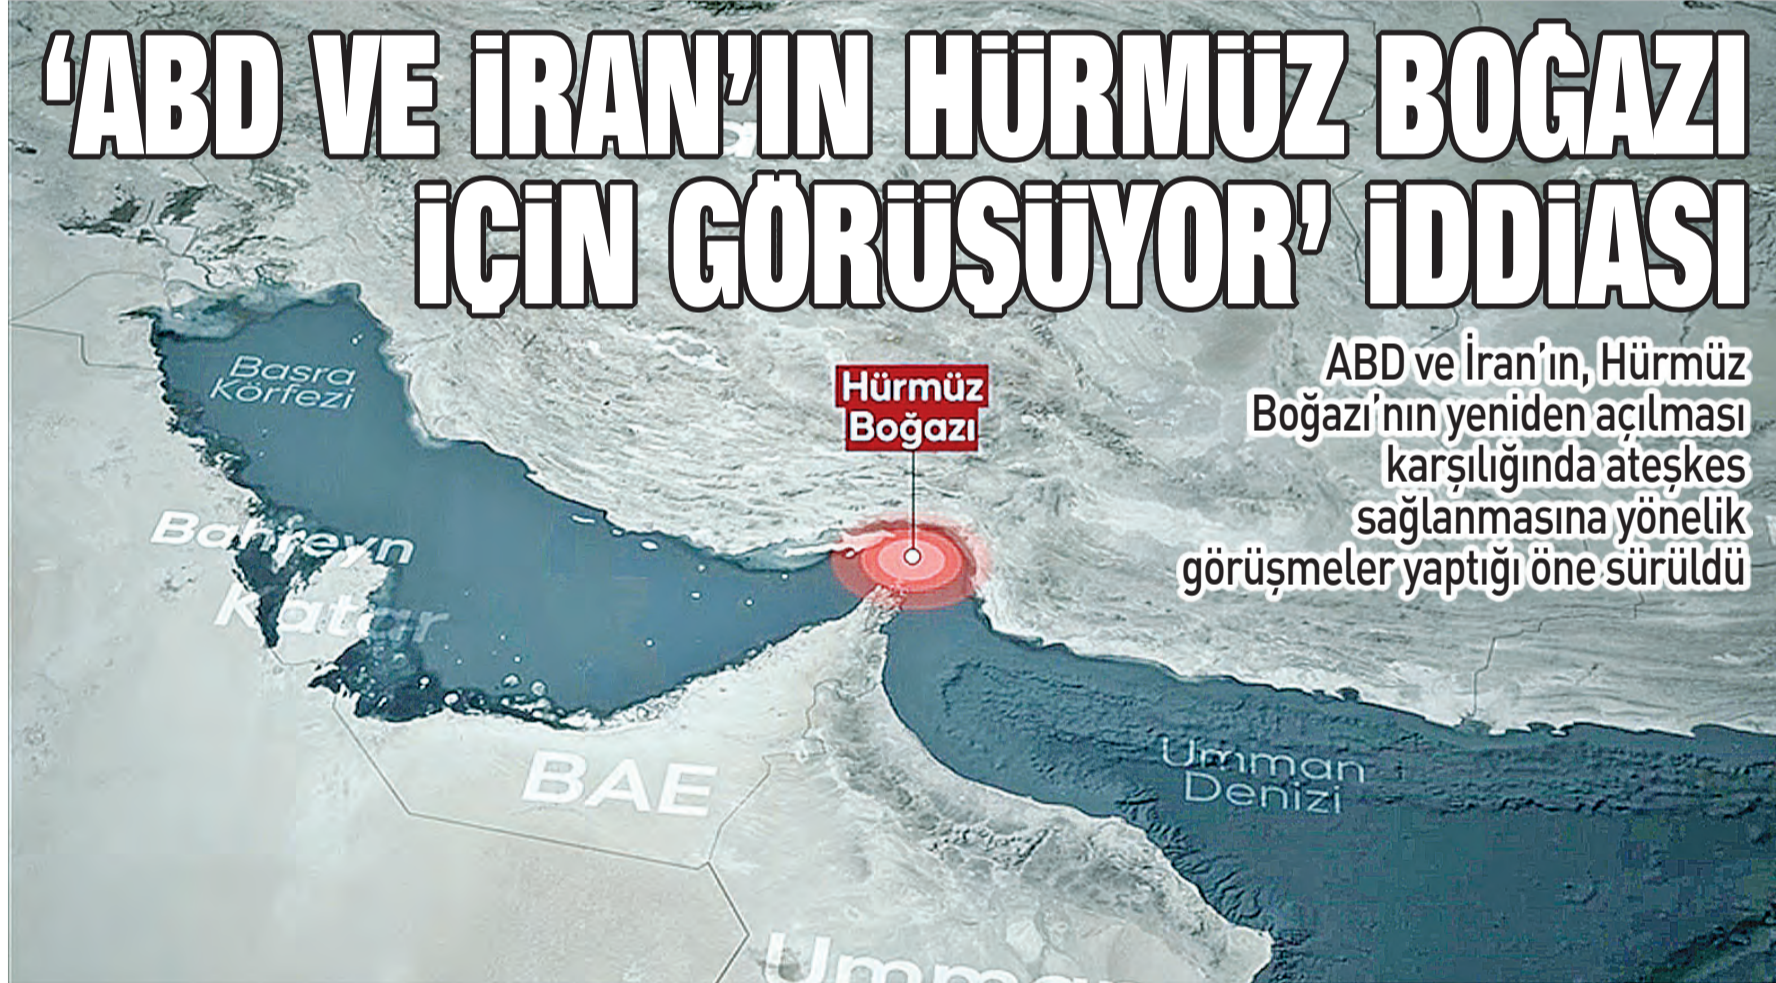 ‘ABD VE İRAN’IN HÜRMÜZ BOĞAZI
İÇİN GÖRÜŞÜYOR’ İDDİASI
ABD ve İran’ın, Hürmüz
Boğazı’nın yeniden açılması
karşılığında ateşkes
sağlanmasına yönelik
görüşmeler yaptığı öne sürüldü
Hürmüz
Boğazı
Basra
Körfezi
Bahreyn
Katar
BAE
Umman
Denizi